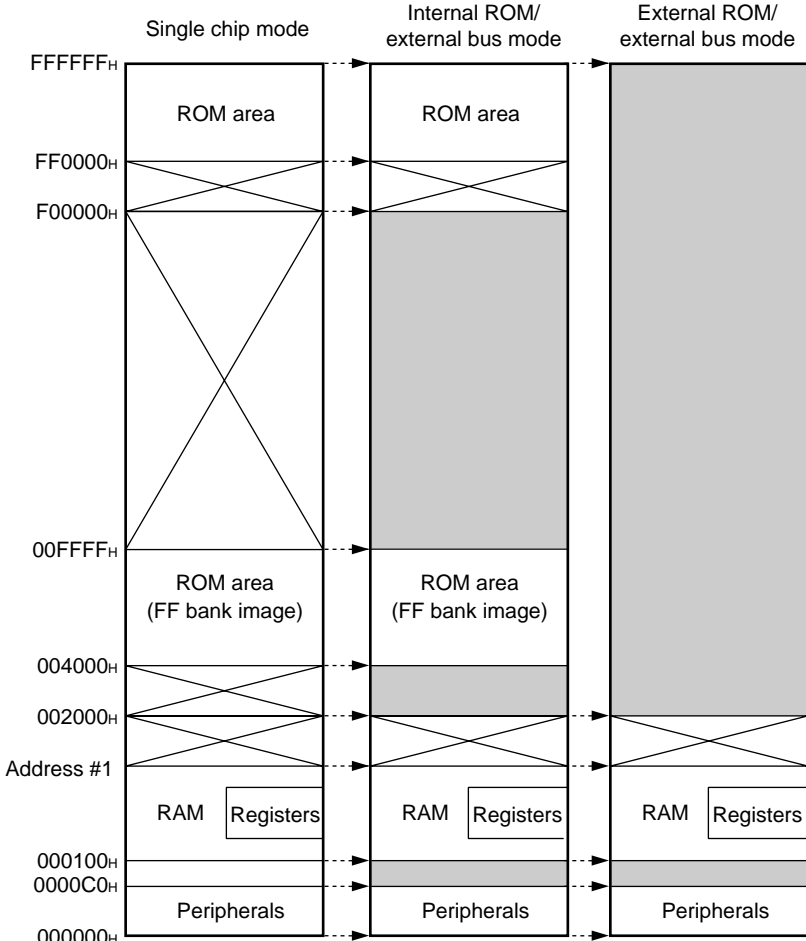 Single chip mode
Internal ROM/
external bus mode
External ROM/
external bus mode
FFFFFFH
ROM area
ROM area
FF0000H
F00000H
00FFFFH
ROM area
(FF bank image)
ROM area
(FF bank image)
004000H
002000H
Address #1
RAM
Registers
RAM
Registers
RAM
Registers
000100H
0000C0H
Peripherals
Peripherals
Peripherals
000000H